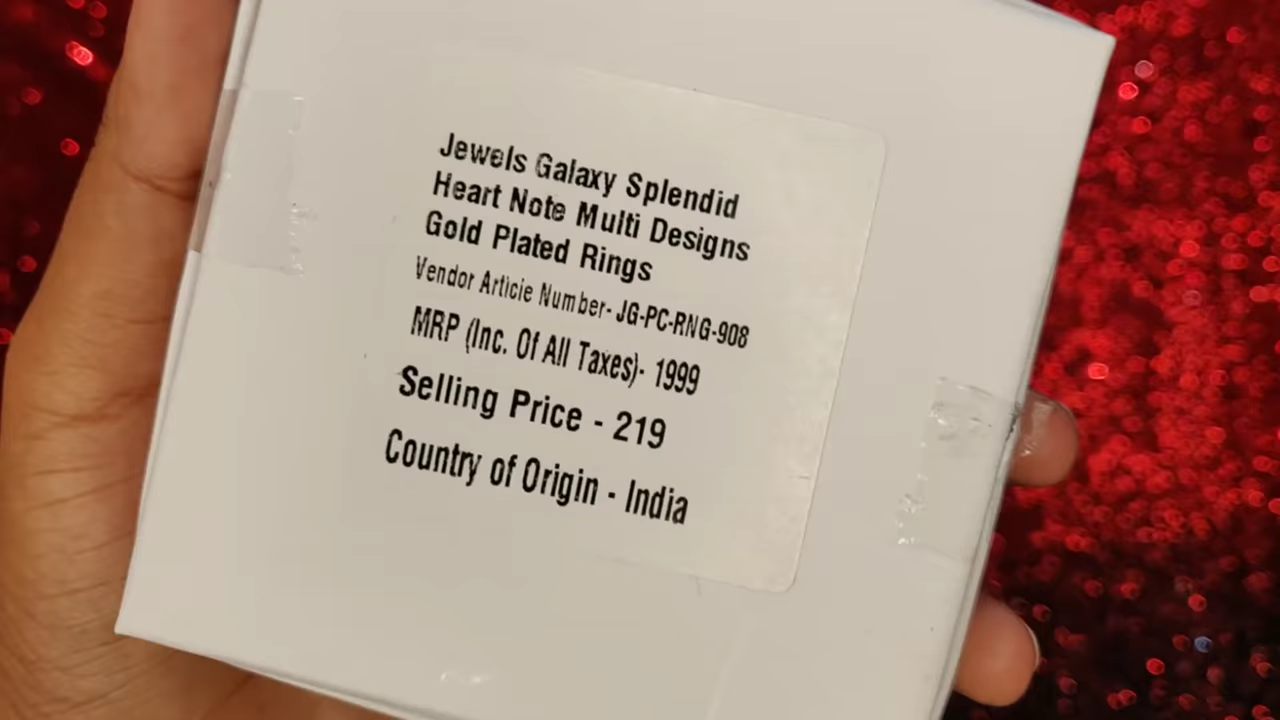 Jewels Galaxy Splendid
Heart Note Multi Designs
Gold Plated Rings
Vendor Article Number- JG-PC-RNG-908
MRP (Inc. Of All Taxes)- 1999
Selling Price - 219
Country of Origin - India